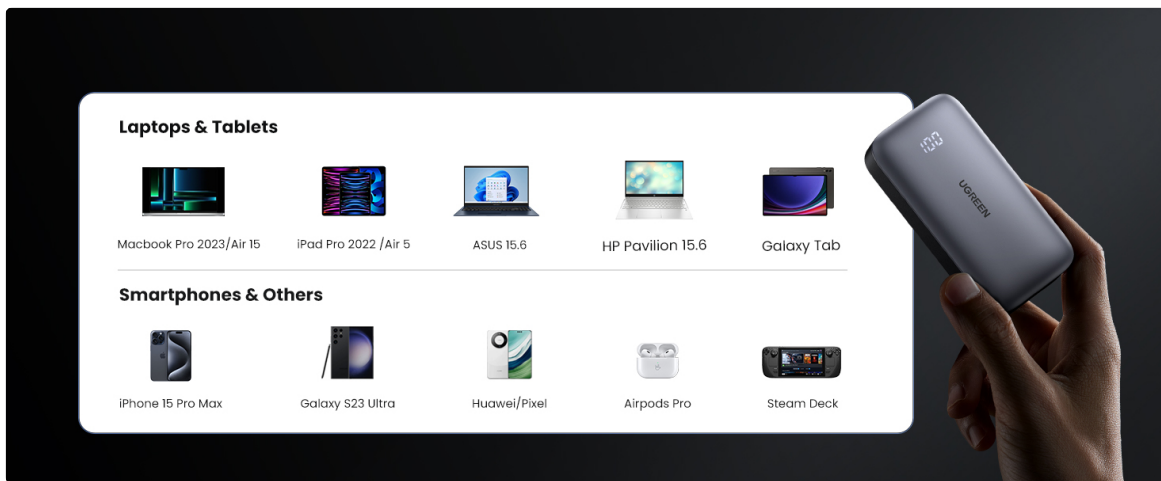 Laptops & Tablets
Macbook Pro 2023/Air 15
iPad Pro 2022 /Air 5
ASUS 15.6
HP Pavilion 15.6
Galaxy Tab
Smartphones & Others
iPhone 15 Pro Max
Galaxy S23 Ultra
Huawei/Pixel
Airpods Pro
Steam Deck
100
UGREEN